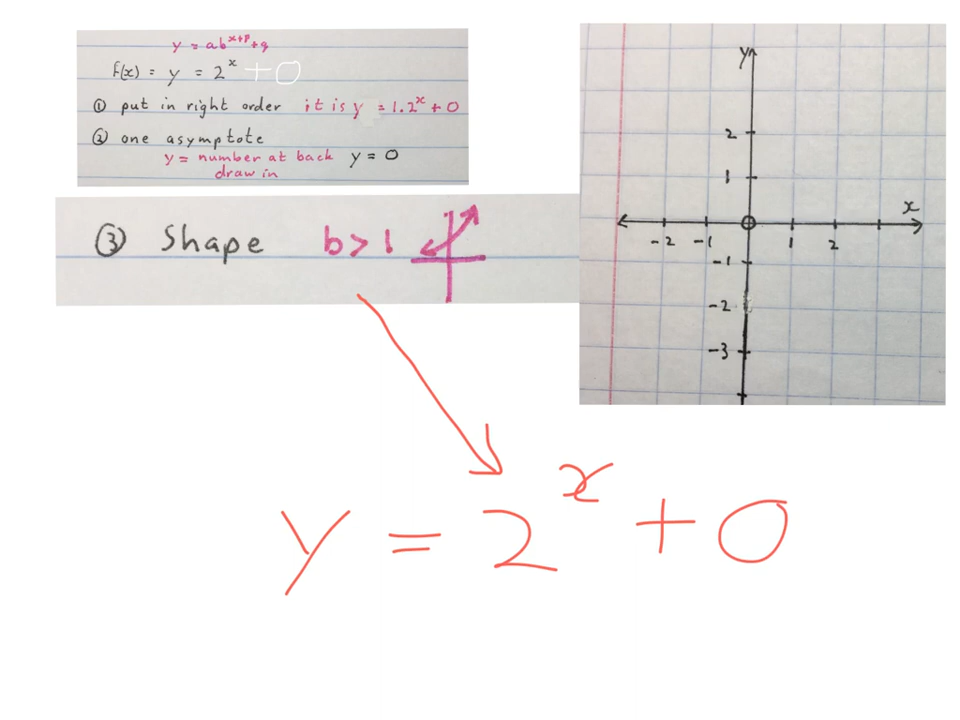 y = ab^(x+p) + q
f(x) = y = 2^x + 0
① put in right order it is y = 1.2^x + 0
② one asymptote
y = number at back y = 0
draw in
③ Shape b > 1
y
2
1
x
-2 -1 1 2
-1
-2
-3
y = 2^x + 0